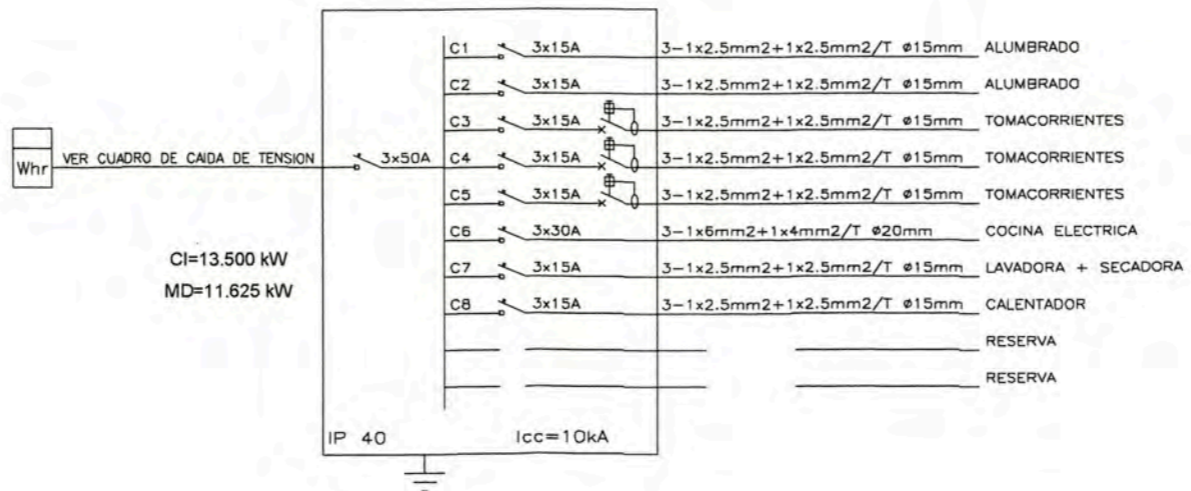 C1 3x15A 3-1x2.5mm2+1x2.5mm2/T ø15mm ALUMBRADO
C2 3x15A 3-1x2.5mm2+1x2.5mm2/T ø15mm ALUMBRADO
C3 3x15A 3-1x2.5mm2+1x2.5mm2/T ø15mm TOMACORRIENTES
Whr VER CUADRO DE CAIDA DE TENSION 3x50A C4 3x15A 3-1x2.5mm2+1x2.5mm2/T ø15mm TOMACORRIENTES
C5 3x15A 3-1x2.5mm2+1x2.5mm2/T ø15mm TOMACORRIENTES
C6 3x30A 3-1x6mm2+1x4mm2/T ø20mm COCINA ELECTRICA
CI=13.500 kW
C7 3x15A 3-1x2.5mm2+1x2.5mm2/T ø15mm LAVADORA + SECADORA
MD=11.625 kW
C8 3x15A 3-1x2.5mm2+1x2.5mm2/T ø15mm CALENTADOR
RESERVA
RESERVA
IP 40 Icc=10kA